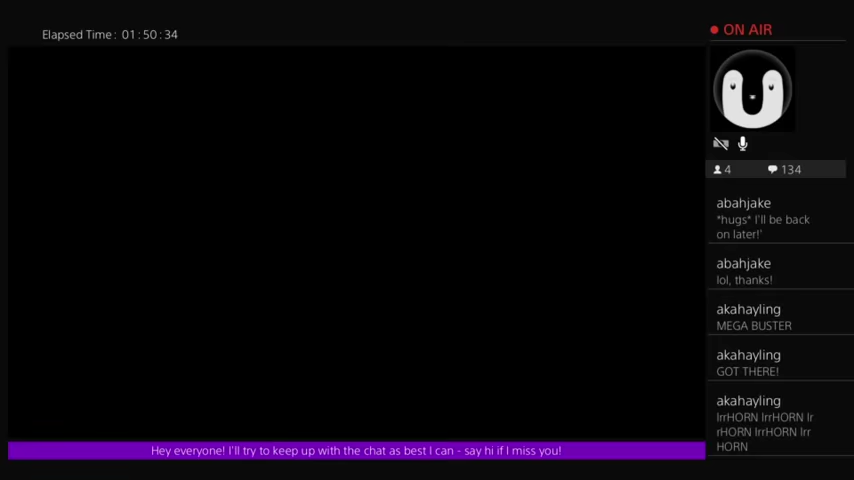 Elapsed Time: 01:50:34
ON AIR
4 134
abahjake
*hugs* I'll be back
on later!'
abahjake
lol, thanks!
akahayling
MEGA BUSTER
akahayling
GOT THERE!
akahayling
IrrHORN IrrHORN Ir
rHORN IrrHORN Irr
HORN
Hey everyone! I'll try to keep up with the chat as best I can - say hi if I miss you!